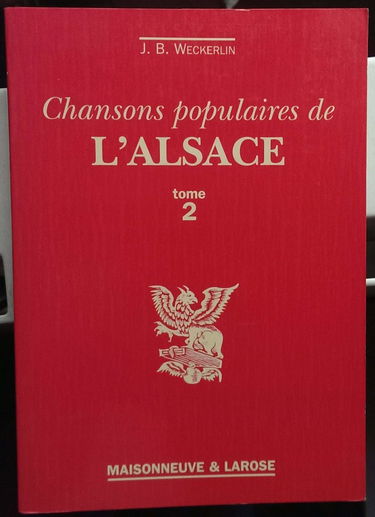 J. B. WECKERLIN
Chansons populaires de
L'ALSACE
tome
2
MAISONNEUVE & LAROSE